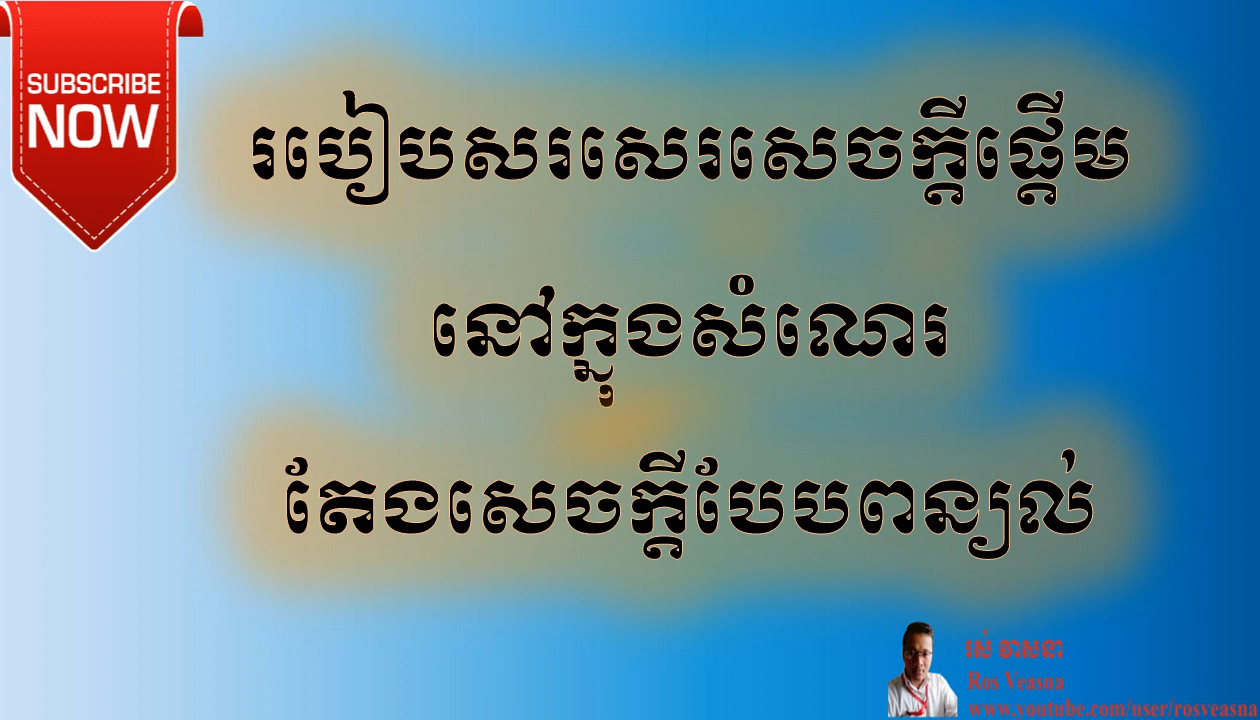 SUBSCRIBE
NOW
របៀបសរសេរសេចក្តីផ្តើម
នៅក្នុងសំណេរ
តែងសេចក្តីបែបពន្យល់
រស់ វាសនា
Ros Veasna
www.youtube.com/user/rosveasna